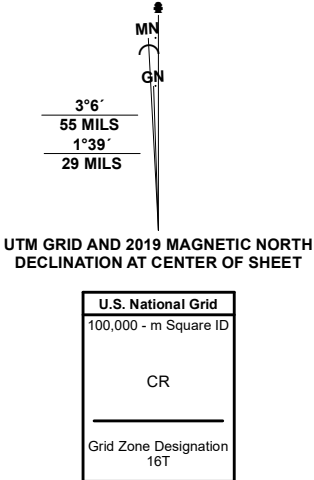 MN
GN
3°6´
55 MILS
1°39´
29 MILS
UTM GRID AND 2019 MAGNETIC NORTH
DECLINATION AT CENTER OF SHEET
U.S. National Grid
100,000 - m Square ID
CR
Grid Zone Designation
16T